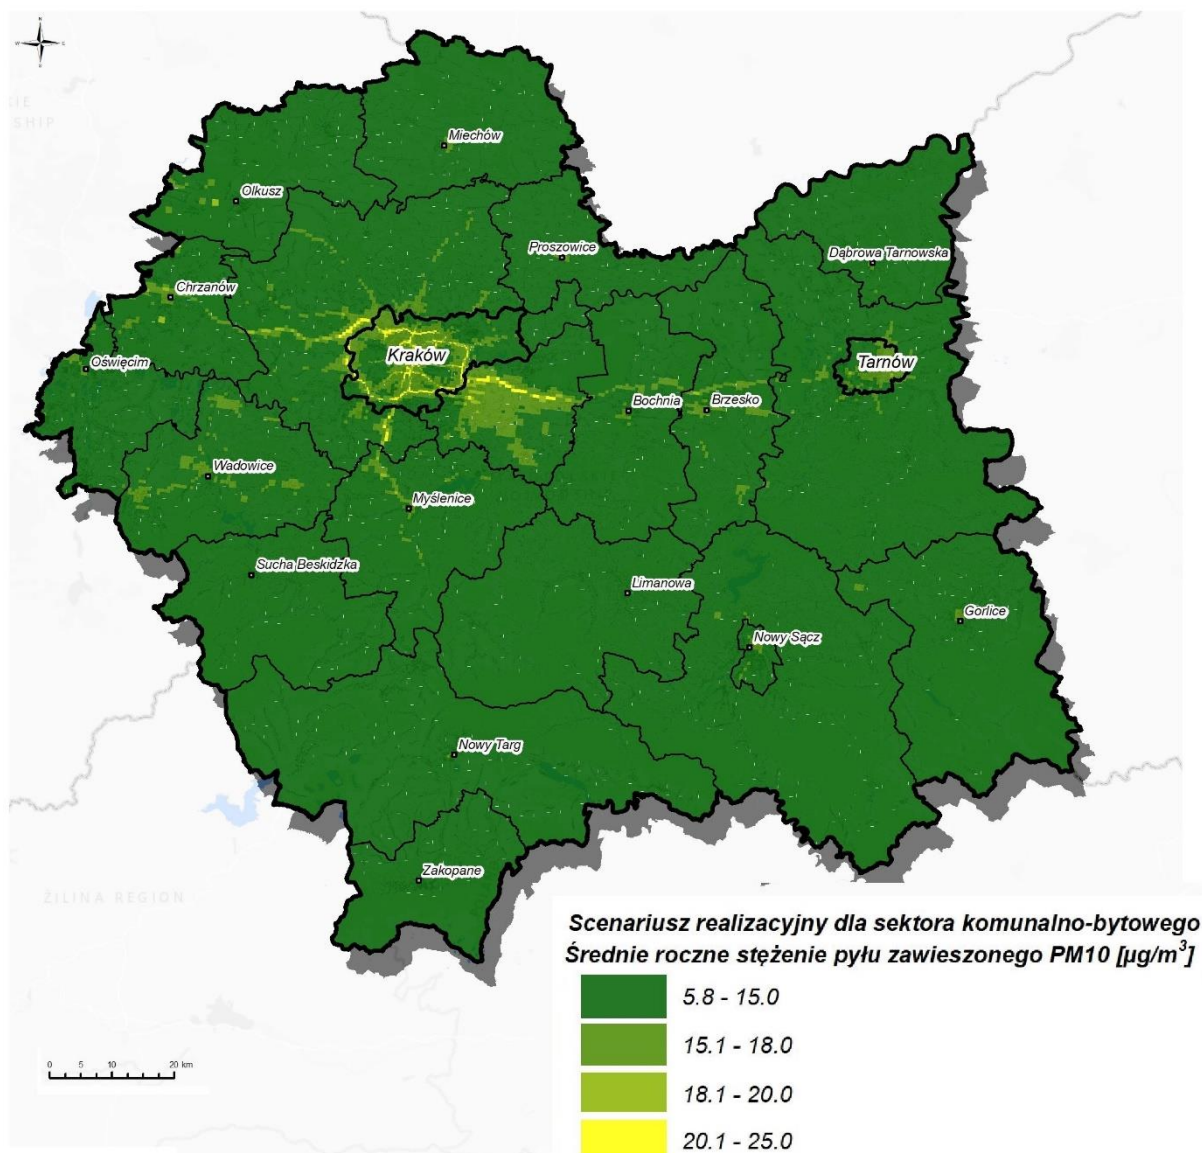 N
W
S
KIE
SHIP
Miechów
Olkusz
Proszowice
Dąbrowa Tarnowska
Chrzanów
Kraków
Tarnów
Oświęcim
Bochnia
Brzesko
Wadowice
Myślenice
Sucha Beskidzka
Limanowa
Gorlice
Nowy Sącz
Nowy Targ
Zakopane
ŽILINA REGION
Scenariusz realizacyjny dla sektora komunalno-bytowego
Średnie roczne stężenie pyłu zawieszonego PM10 [µg/m³]
5.8 - 15.0
15.1 - 18.0
18.1 - 20.0
20.1 - 25.0
0 5 10 20 km